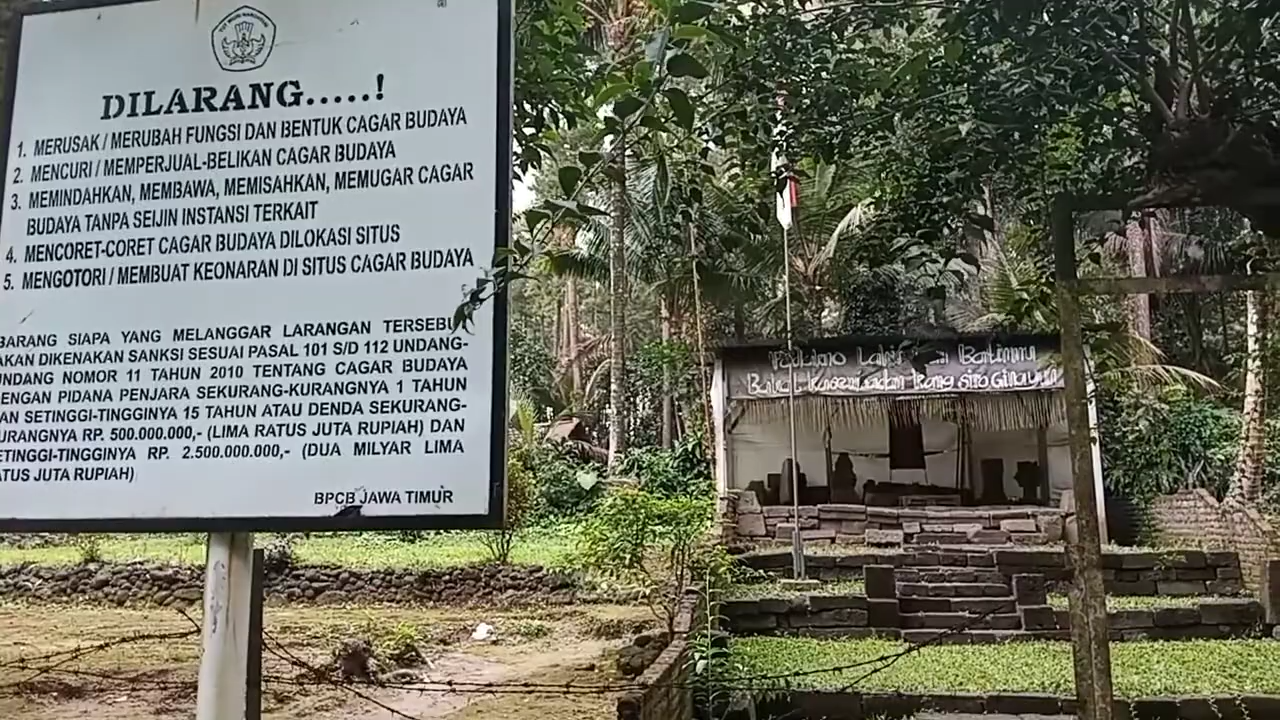 DILARANG.....!
1. MERUSAK / MERUBAH FUNGSI DAN BENTUK CAGAR BUDAYA
2. MENCURI / MEMPERJUAL-BELIKAN CAGAR BUDAYA
3. MEMINDAHKAN, MEMBAWA, MEMISAHKAN, MEMUGAR CAGAR
BUDAYA TANPA SEIJIN INSTANSI TERKAIT
4. MENCORET-CORET CAGAR BUDAYA DILOKASI SITUS
5. MENGOTORI / MEMBUAT KEONARAN DI SITUS CAGAR BUDAYA
BARANG SIAPA YANG MELANGGAR LARANGAN TERSEBU
AKAN DIKENAKAN SANKSI SESUAI PASAL 101 S/D 112 UNDANG-
UNDANG NOMOR 11 TAHUN 2010 TENTANG CAGAR BUDAYA
DENGAN PIDANA PENJARA SEKURANG-KURANGNYA 1 TAHUN
AN SETINGGI-TINGGINYA 15 TAHUN ATAU DENDA SEKURANG-
URANGNYA RP. 500.000.000,- (LIMA RATUS JUTA RUPIAH) DAN
ETINGGI-TINGGINYA RP. 2.500.000.000,- (DUA MILYAR LIMA
ATUS JUTA RUPIAH)
BPCB JAWA TIMUR